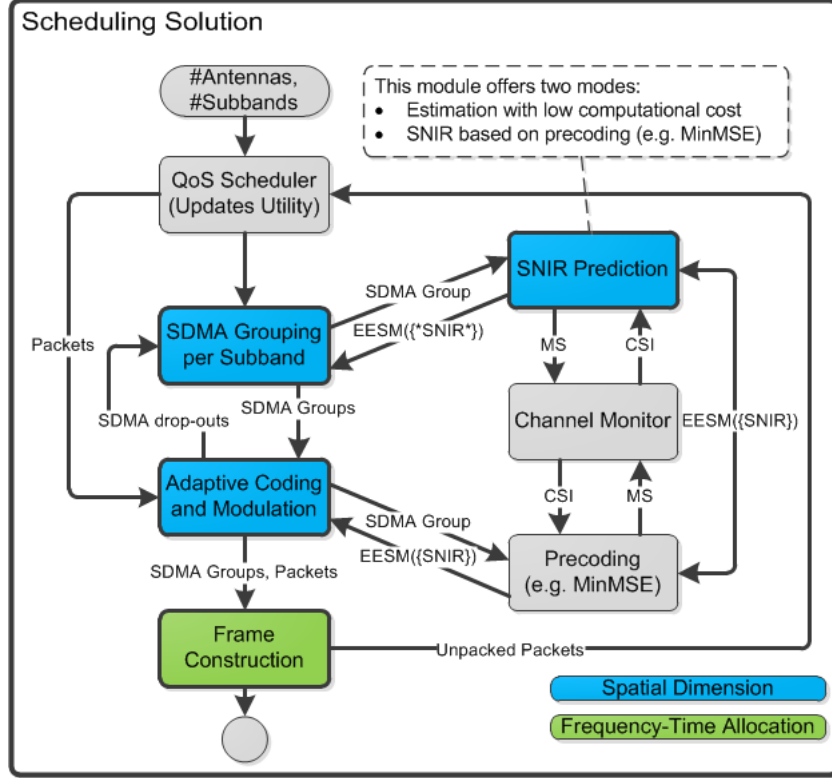 Scheduling Solution
#Antennas,
#Subbands
This module offers two modes:
• Estimation with low computational cost
• SNIR based on precoding (e.g. MinMSE)
QoS Scheduler
(Updates Utility)
SNIR Prediction
SDMA Group
EESM({*SNIR*})
SDMA Grouping
per Subband
Packets
MS
CSI
SDMA drop-outs
SDMA Groups
Channel Monitor
EESM({SNIR})
Adaptive Coding
and Modulation
CSI
MS
SDMA Group
EESM({SNIR})
Precoding
(e.g. MinMSE)
SDMA Groups, Packets
Frame
Construction
Unpacked Packets
Spatial Dimension
Frequency-Time Allocation